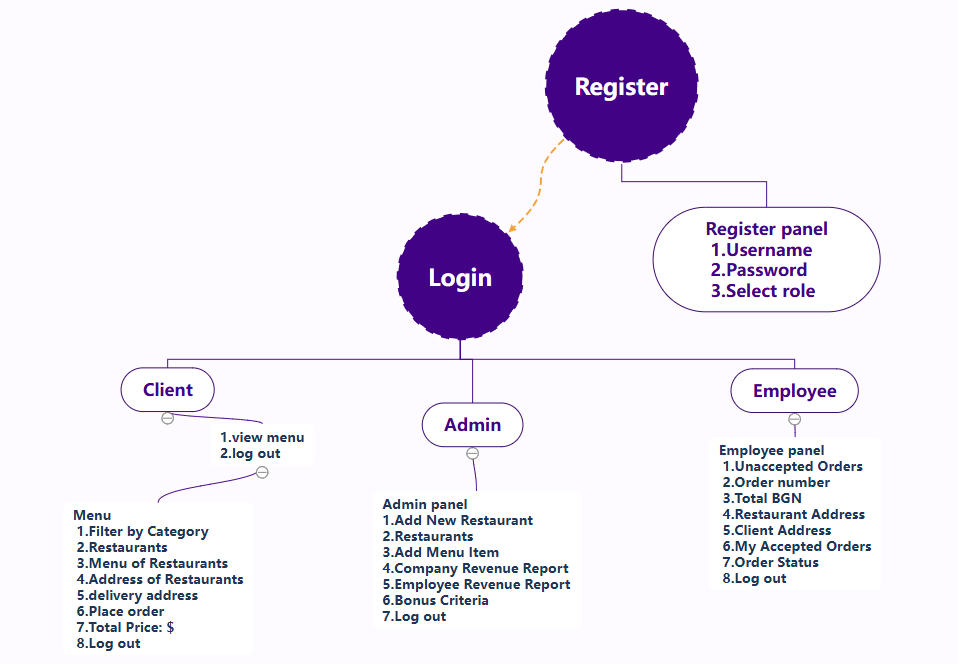 Register
Register panel
1.Username
2.Password
3.Select role
Login
Client
1.view menu
2.log out
Menu
1.Filter by Category
2.Restaurants
3.Menu of Restaurants
4.Address of Restaurants
5.delivery address
6.Place order
7.Total Price: $
8.Log out
Admin
Admin panel
1.Add New Restaurant
2.Restaurants
3.Add Menu Item
4.Company Revenue Report
5.Employee Revenue Report
6.Bonus Criteria
7.Log out
Employee
Employee panel
1.Unaccepted Orders
2.Order number
3.Total BGN
4.Restaurant Address
5.Client Address
6.My Accepted Orders
7.Order Status
8.Log out